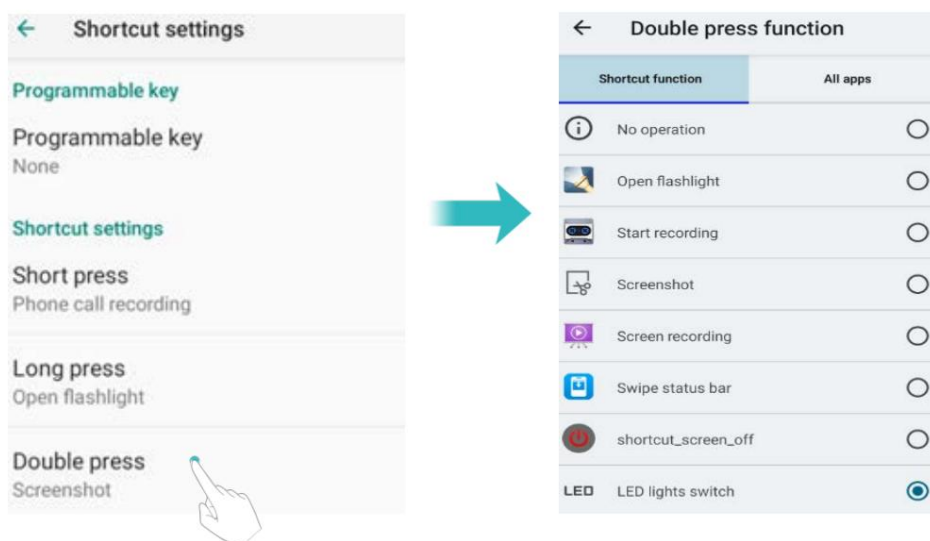 Shortcut settings
Programmable key
Programmable key
None
Shortcut settings
Short press
Phone call recording
Long press
Open flashlight
Double press
Screenshot
Double press function
Shortcut function
All apps
No operation
Open flashlight
Start recording
Screenshot
Screen recording
Swipe status bar
shortcut_screen_off
LED LED lights switch